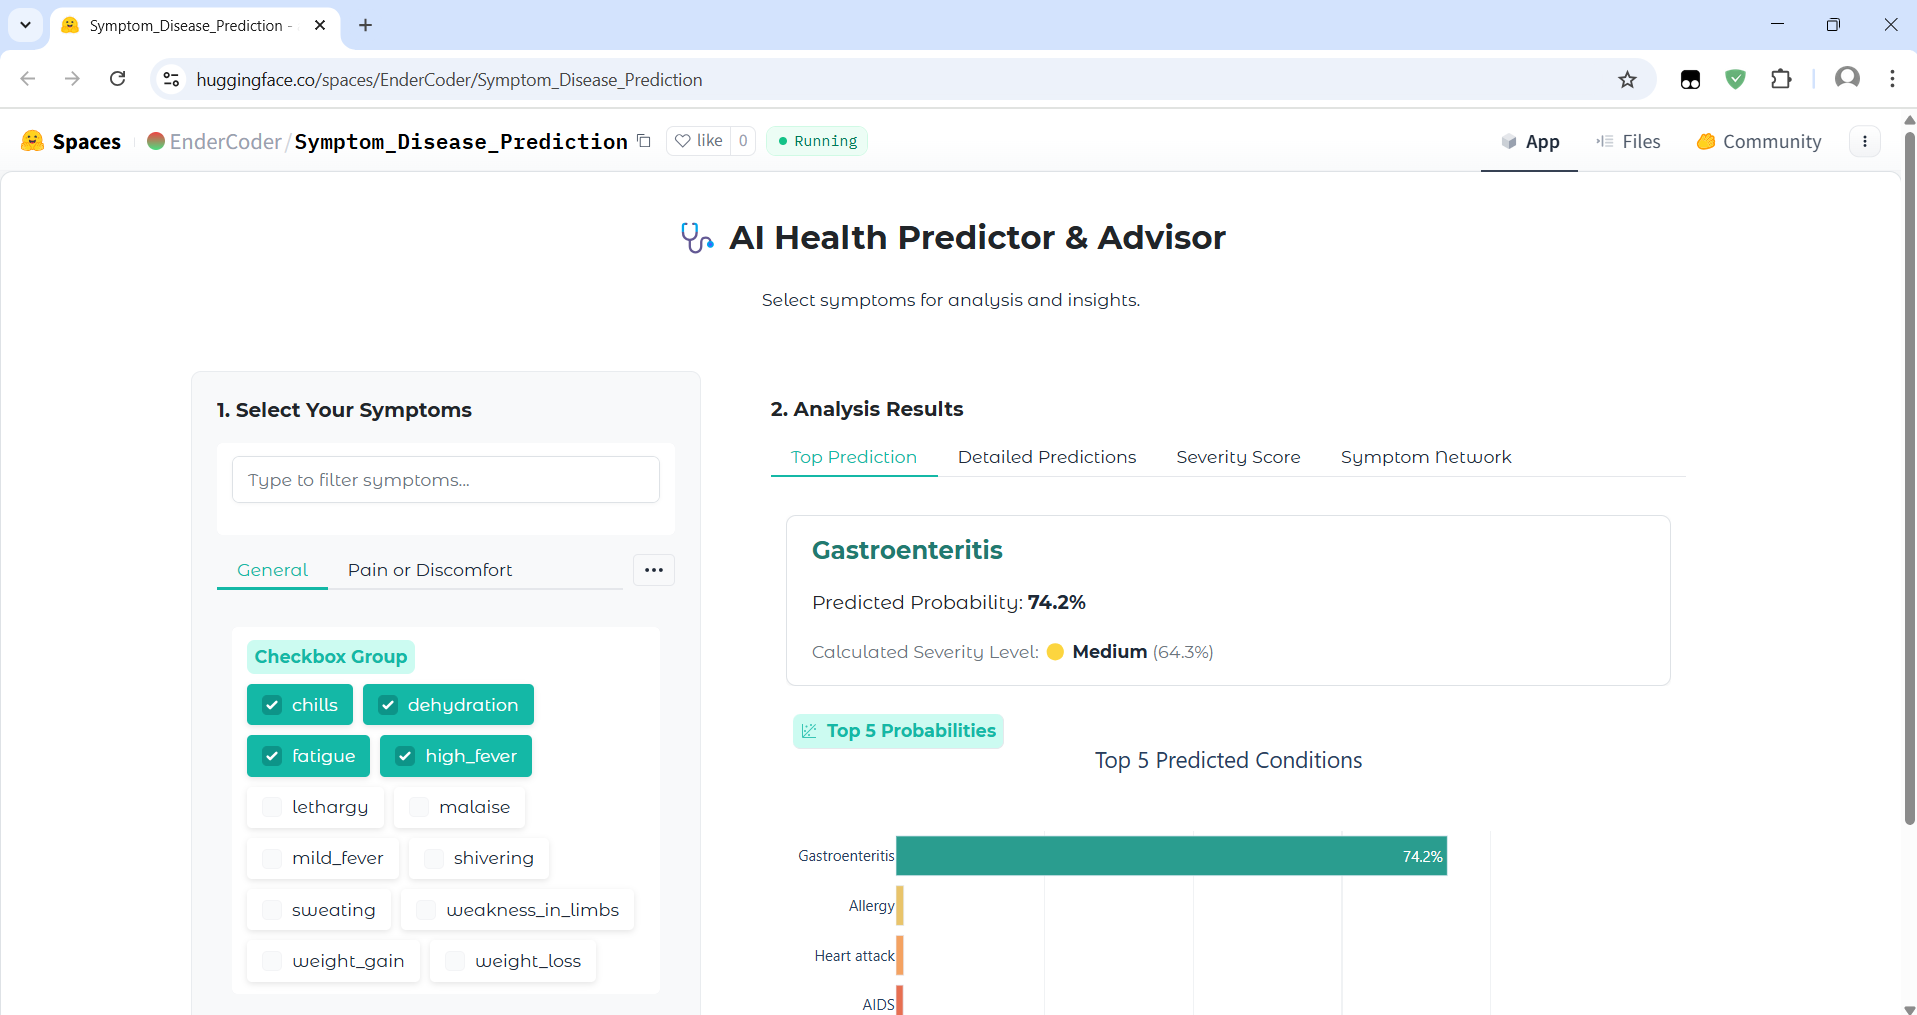 Symptom_Disease_Prediction -
huggingface.co/spaces/EnderCoder/Symptom_Disease_Prediction
Spaces EnderCoder/Symptom_Disease_Prediction like 0 Running App Files Community
AI Health Predictor & Advisor
Select symptoms for analysis and insights.
1. Select Your Symptoms
Type to filter symptoms...
General Pain or Discomfort
Checkbox Group
chills dehydration
fatigue high_fever
lethargy malaise
mild_fever shivering
sweating weakness_in_limbs
weight_gain weight_loss
2. Analysis Results
Top Prediction Detailed Predictions Severity Score Symptom Network
Gastroenteritis
Predicted Probability: 74.2%
Calculated Severity Level: Medium (64.3%)
Top 5 Probabilities
Top 5 Predicted Conditions
Gastroenteritis 74.2%
Allergy
Heart attack
AIDS